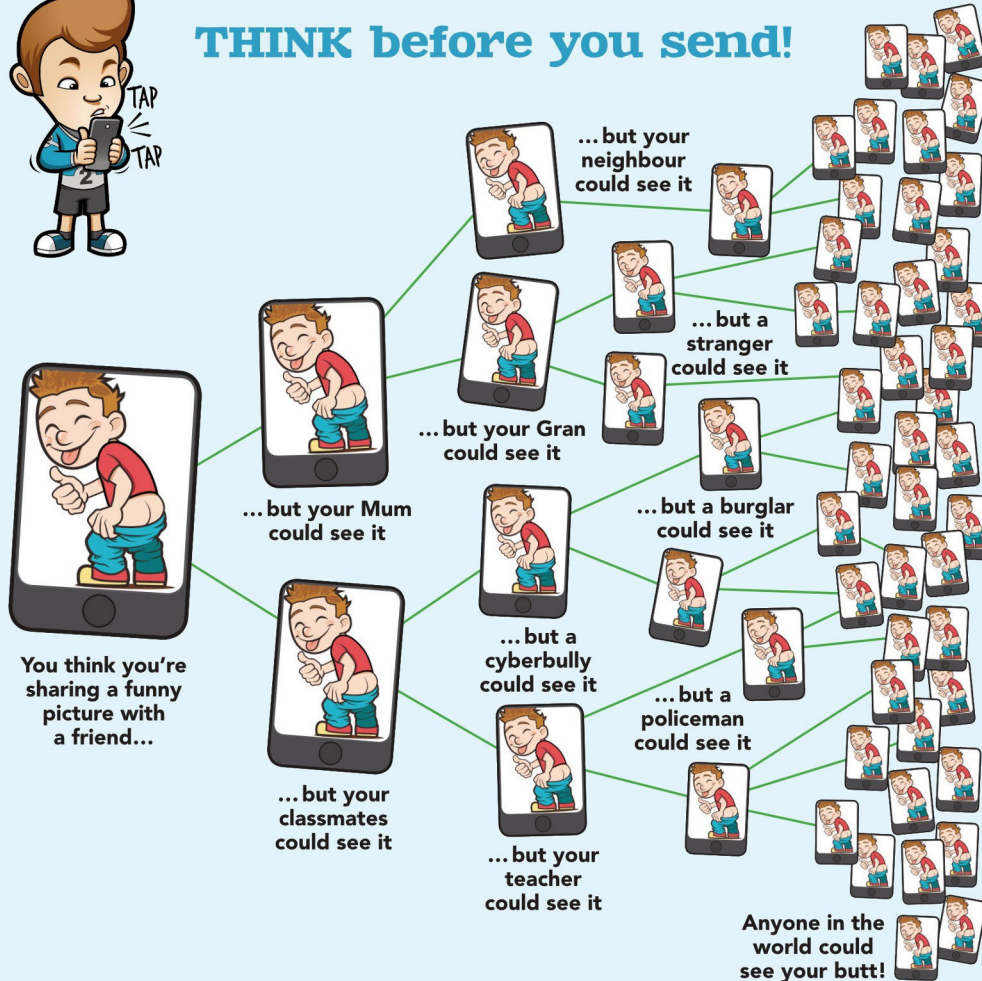 THINK before you send!
TAP
TAP
2
You think you're
sharing a funny
picture with
a friend...
...but your Mum
could see it
...but your
classmates
could see it
...but your
neighbour
could see it
...but your Gran
could see it
...but a
cyberbully
could see it
...but your
teacher
could see it
...but a
stranger
could see it
...but a burglar
could see it
...but a
policeman
could see it
Anyone in the
world could
see your butt!